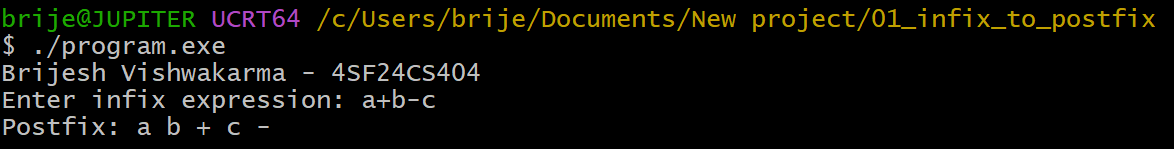 brije@JUPITER UCRT64 /c/Users/brije/Documents/New project/01_infix_to_postfix
$ ./program.exe
Brijesh Vishwakarma - 4SF24CS404
Enter infix expression: a+b-c
Postfix: a b + c -